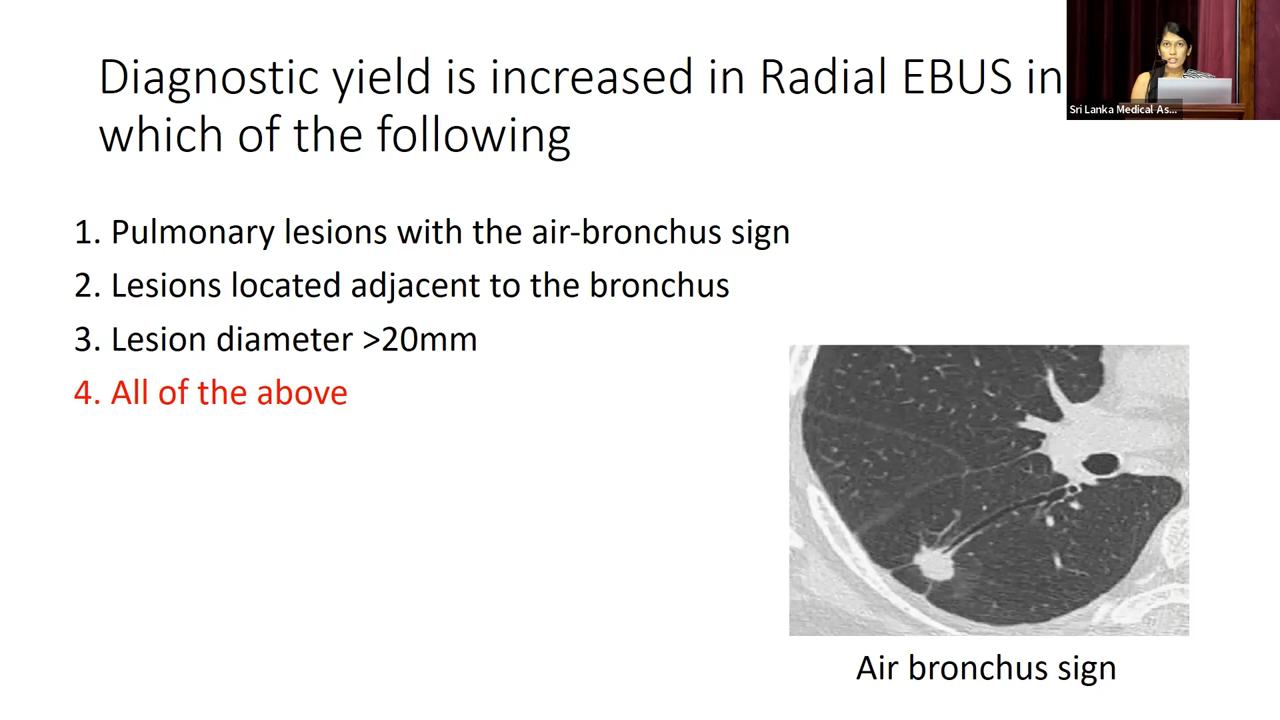 Diagnostic yield is increased in Radial EBUS in
which of the following
Sri Lanka Medical As...
1. Pulmonary lesions with the air-bronchus sign
2. Lesions located adjacent to the bronchus
3. Lesion diameter >20mm
4. All of the above
Air bronchus sign